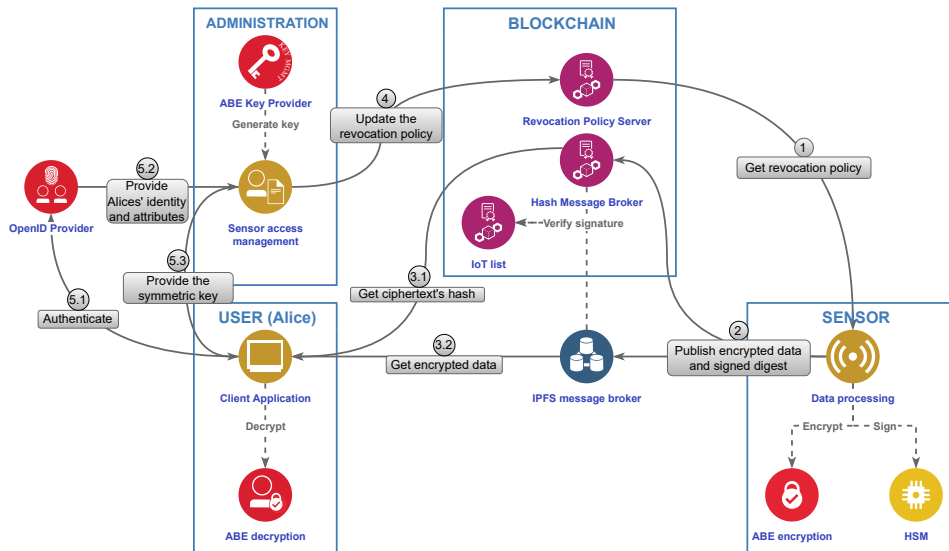 ADMINISTRATION
BLOCKCHAIN
KEY MGMT
ABE Key Provider
Generate key
4
Update the
revocation policy
Revocation Policy Server
1
Get revocation policy
5.2
Provide
Alices' identity
and attributes
OpenID Provider
Sensor access
management
Hash Message Broker
Verify signature
IoT list
5.3
Provide the
symmetric key
3.1
Get ciphertext's hash
5.1
Authenticate
USER (Alice)
SENSOR
3.2
Get encrypted data
2
Publish encrypted data
and signed digest
Client Application
IPFS message broker
Data processing
Decrypt
Encrypt
Sign
ABE decryption
ABE encryption
HSM